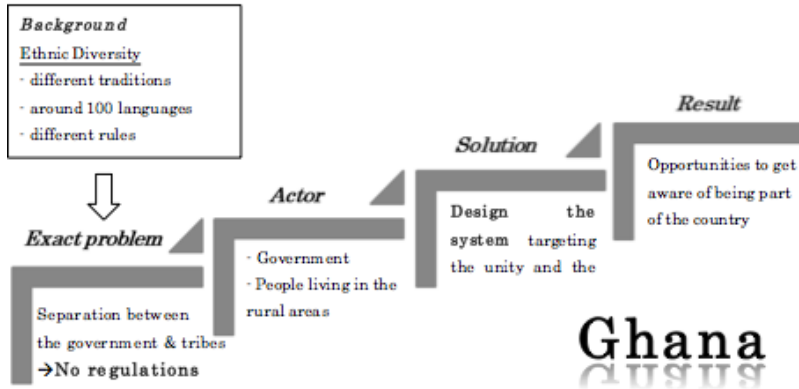 Background
Ethnic Diversity
- different traditions
- around 100 languages
- different rules
Exact problem
Separation between
the government & tribes
→No regulations
Actor
- Government
- People living in the
rural areas
Solution
Design the
system targeting
the unity and the
Result
Opportunities to get
aware of being part
of the country
Ghana